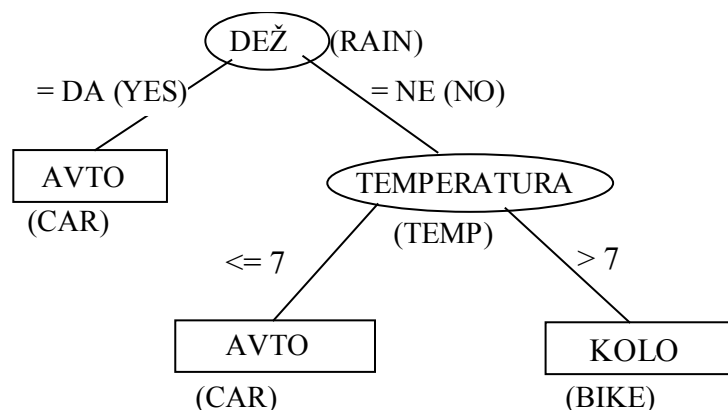 DEŽ (RAIN)
= DA (YES) = NE (NO)
AVTO
(CAR)
TEMPERATURA
(TEMP)
<= 7 > 7
AVTO KOLO
(CAR) (BIKE)